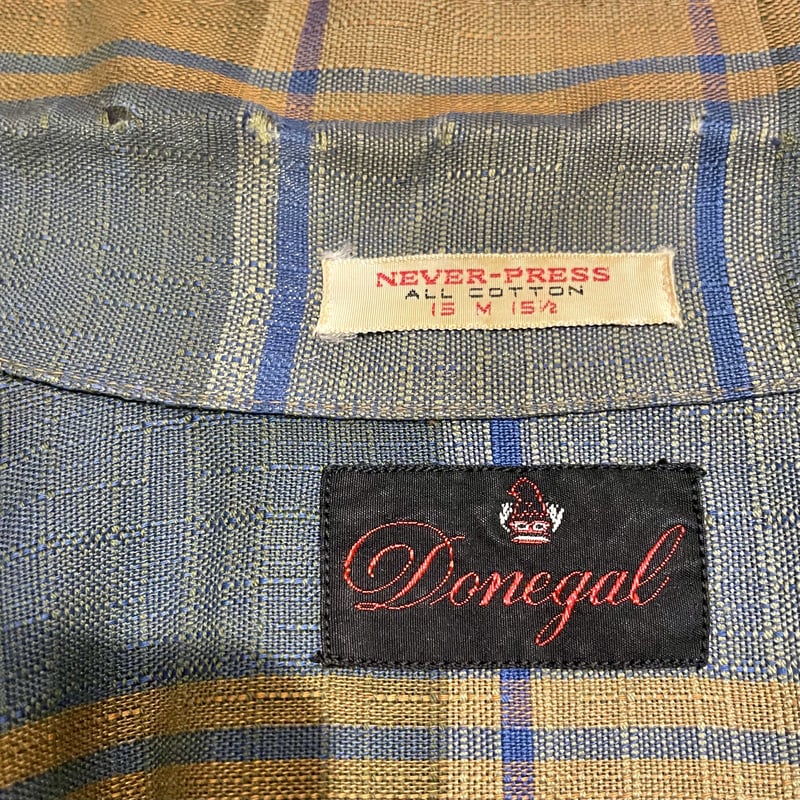 NEVER-PRESS
ALL COTTON
15 M 15½
Donegal